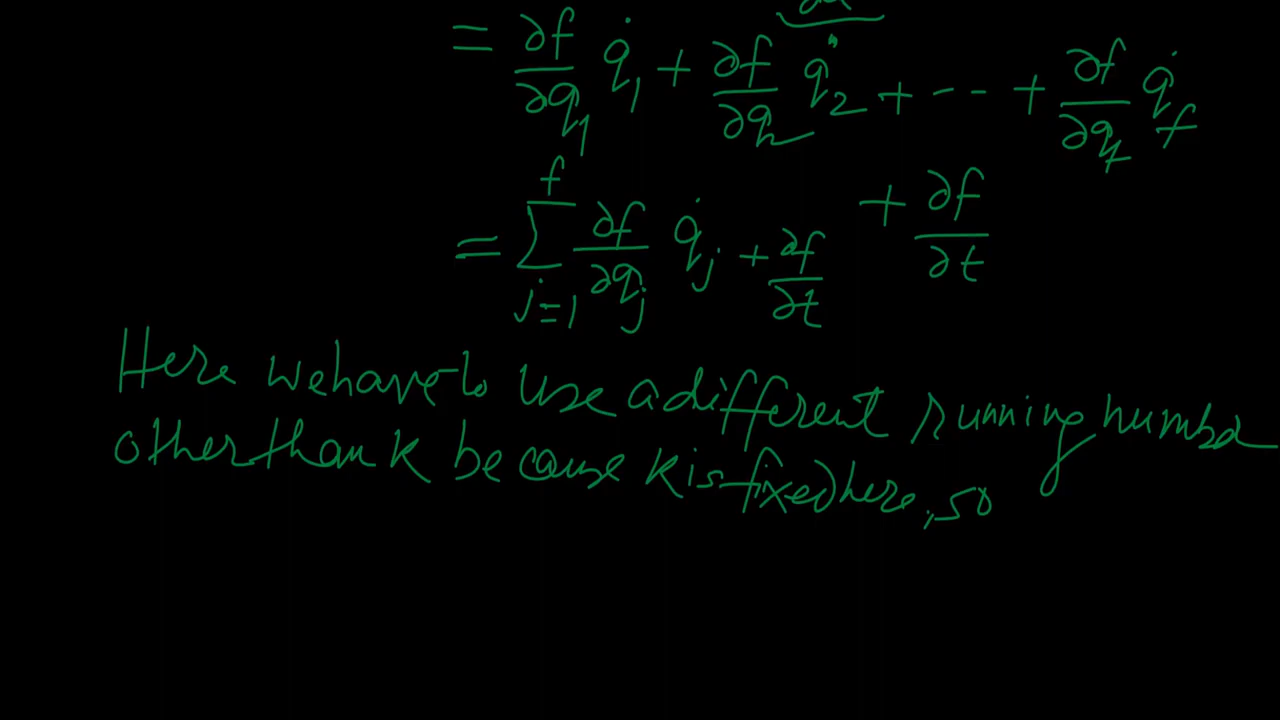 = ∂f/∂q₁ q̇₁ + ∂f/∂q₂ q̇₂ + -- + ∂f/∂q_f q̇_f
+ ∂f/∂t
= Σ_{j=1}^{f} ∂f/∂q_j q̇_j + ∂f/∂t
Here we have to use a different running number
other than k because k is fixed here, so